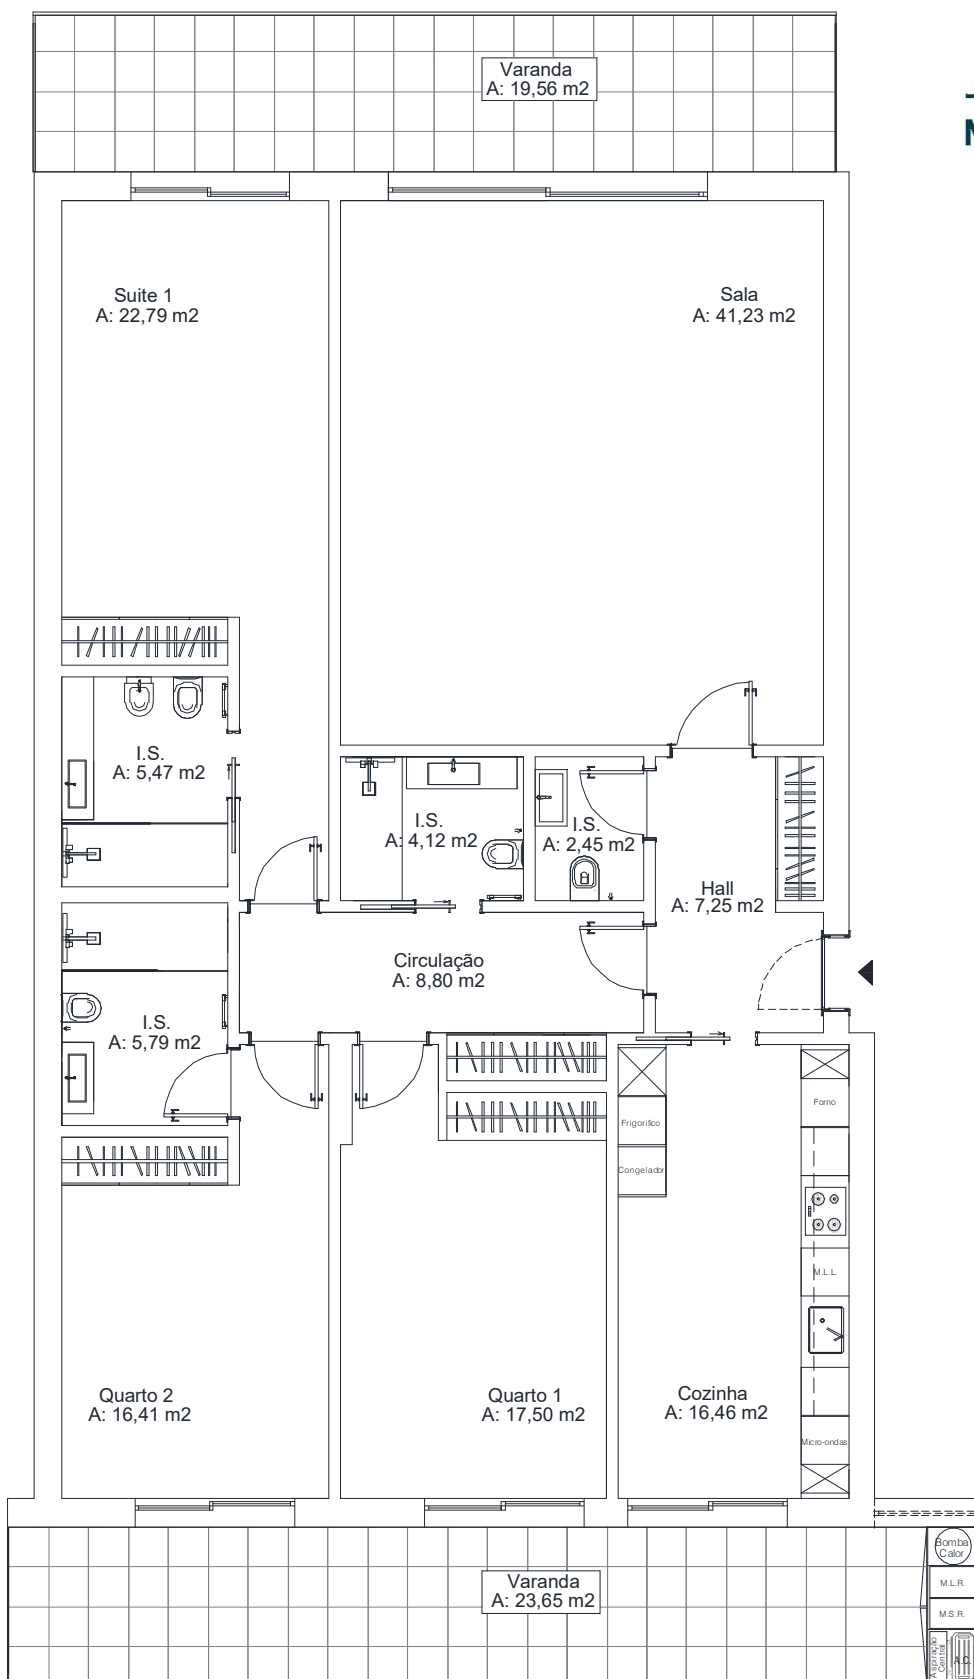 Varanda
A: 19,56 m2
Suite 1
A: 22,79 m2
Sala
A: 41,23 m2
I.S.
A: 5,47 m2
I.S.
A: 4,12 m2
I.S.
A: 2,45 m2
Hall
A: 7,25 m2
Circulação
A: 8,80 m2
I.S.
A: 5,79 m2
Forno
Frigorifico
Congelador
M.L.L.
Quarto 2
A: 16,41 m2
Quarto 1
A: 17,50 m2
Cozinha
A: 16,46 m2
Micro-ondas
Varanda
A: 23,65 m2
Bomba
Calor
M.L.R.
M.S.R.
Aspiração
Central
A.C.